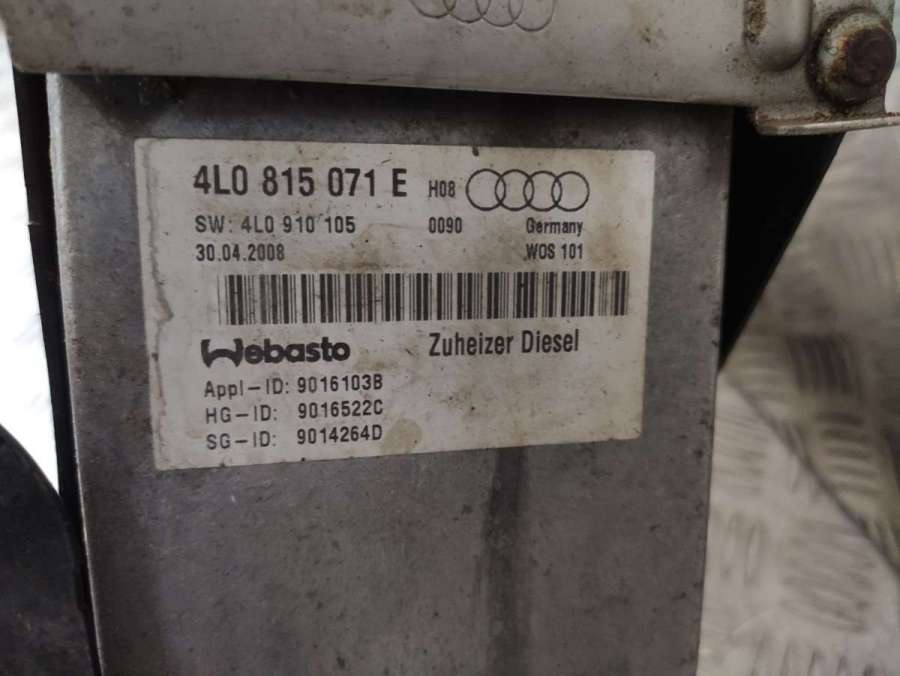 4L0 815 071 E H08
SW: 4L0 910 105 0090 Germany
30.04.2008 WOS 101
Webasto Zuheizer Diesel
Appl-ID: 9016103B
HG-ID: 9016522C
SG-ID: 9014264D